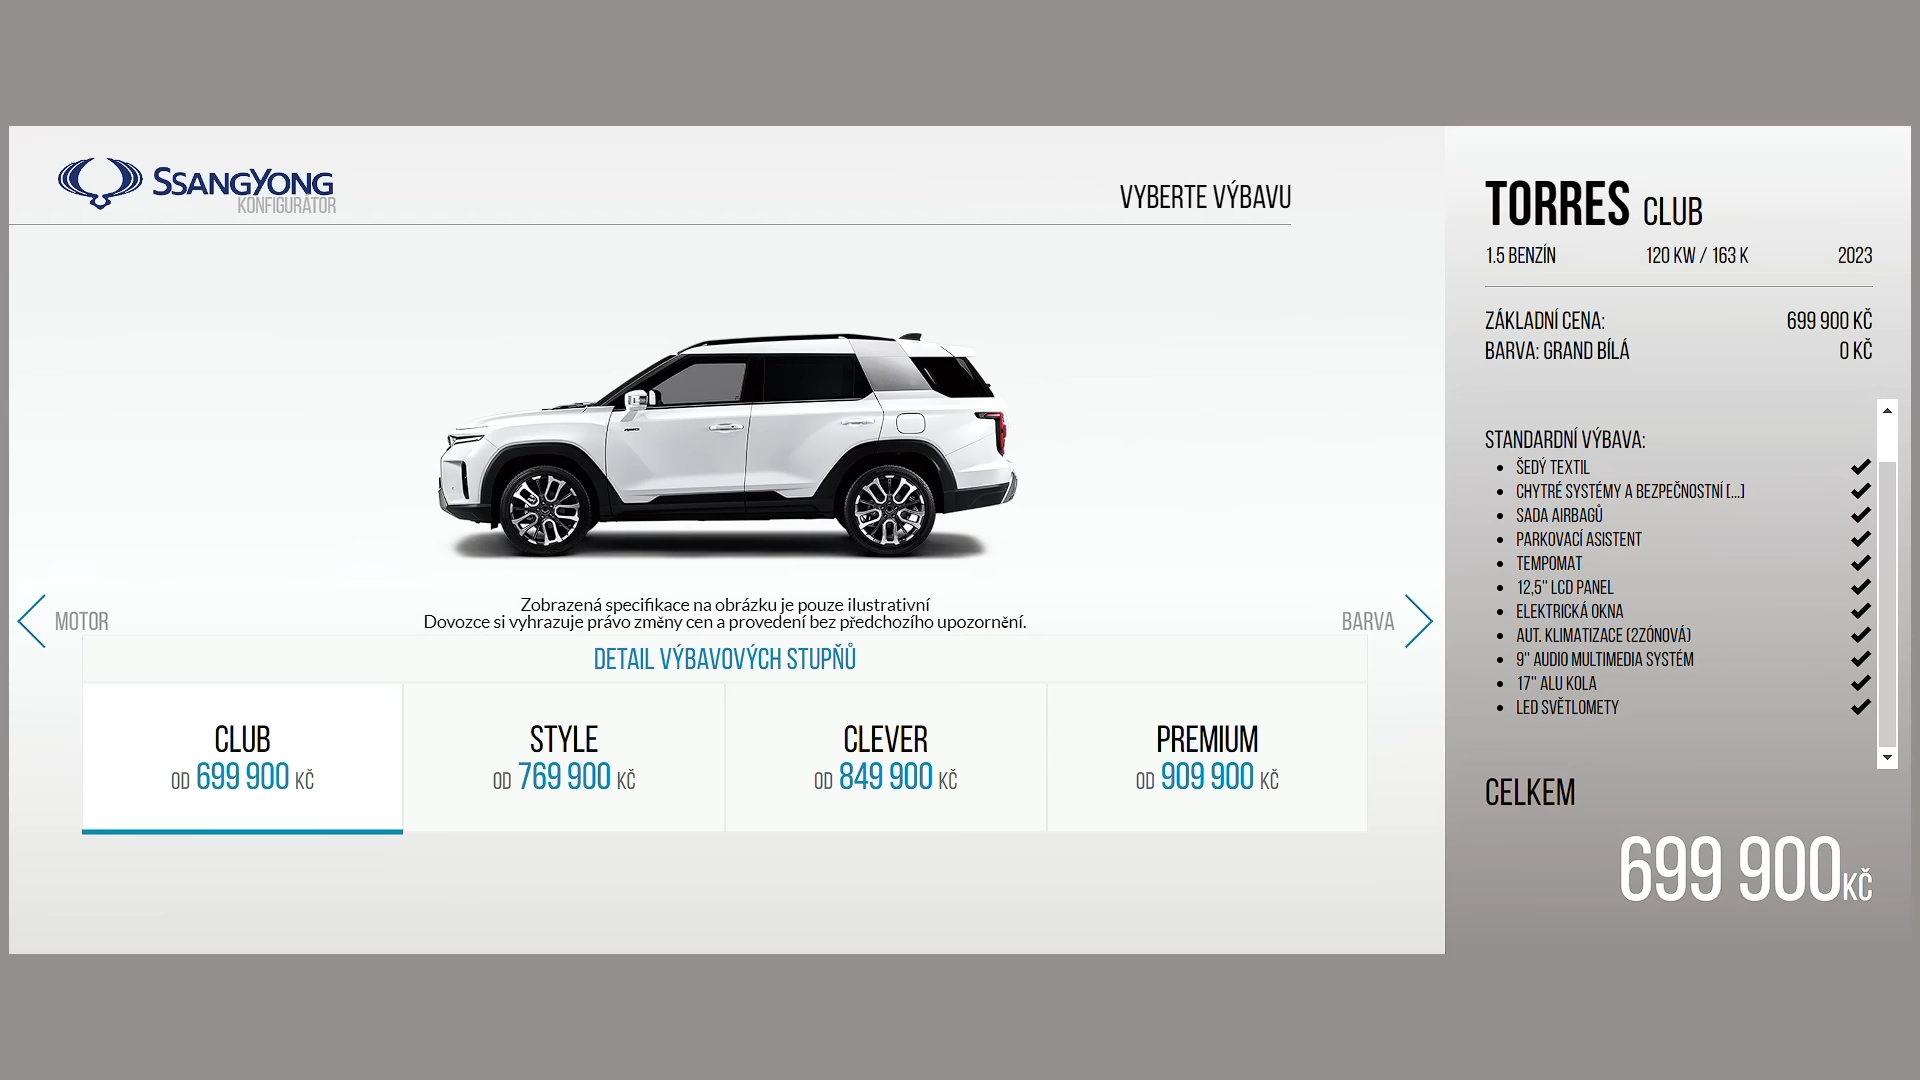 SSANGYONG
KONFIGURÁTOR
VYBERTE VÝBAVU
MOTOR
BARVA
Zobrazená specifikace na obrázku je pouze ilustrativní
Dovozce si vyhrazuje právo změny cen a provedení bez předchozího upozornění.
DETAIL VÝBAVOVÝCH STUPŇŮ
CLUB
OD 699 900 KČ
STYLE
OD 769 900 KČ
CLEVER
OD 849 900 KČ
PREMIUM
OD 909 900 KČ
TORRES CLUB
1.5 BENZÍN 120 KW / 163 K 2023
ZÁKLADNÍ CENA: 699 900 KČ
BARVA: GRAND BÍLÁ 0 KČ
STANDARDNÍ VÝBAVA:
ŠEDÝ TEXTIL
CHYTRÉ SYSTÉMY A BEZPEČNOSTNÍ [...]
SADA AIRBAGŮ
PARKOVACÍ ASISTENT
TEMPOMAT
12,5" LCD PANEL
ELEKTRICKÁ OKNA
AUT. KLIMATIZACE (2ZÓNOVÁ)
9" AUDIO MULTIMEDIA SYSTÉM
17" ALU KOLA
LED SVĚTLOMETY
CELKEM
699 900KČ